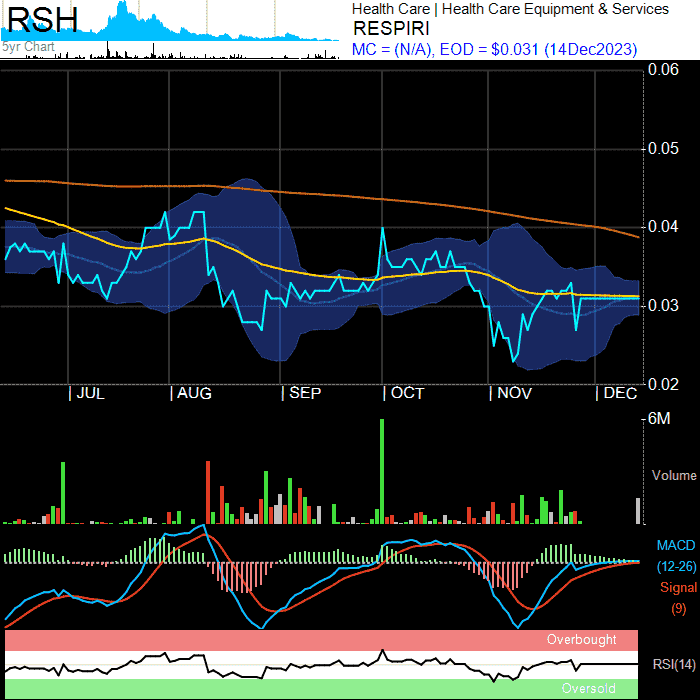 RSH
5yr Chart
Health Care | Health Care Equipment & Services
RESPIRI
MC = (N/A), EOD = $0.031 (14Dec2023)
0.06
0.05
0.04
0.03
0.02
JUL
AUG
SEP
OCT
NOV
DEC
6M
Volume
MACD
(12-26)
Signal
(9)
Overbought
RSI(14)
Oversold